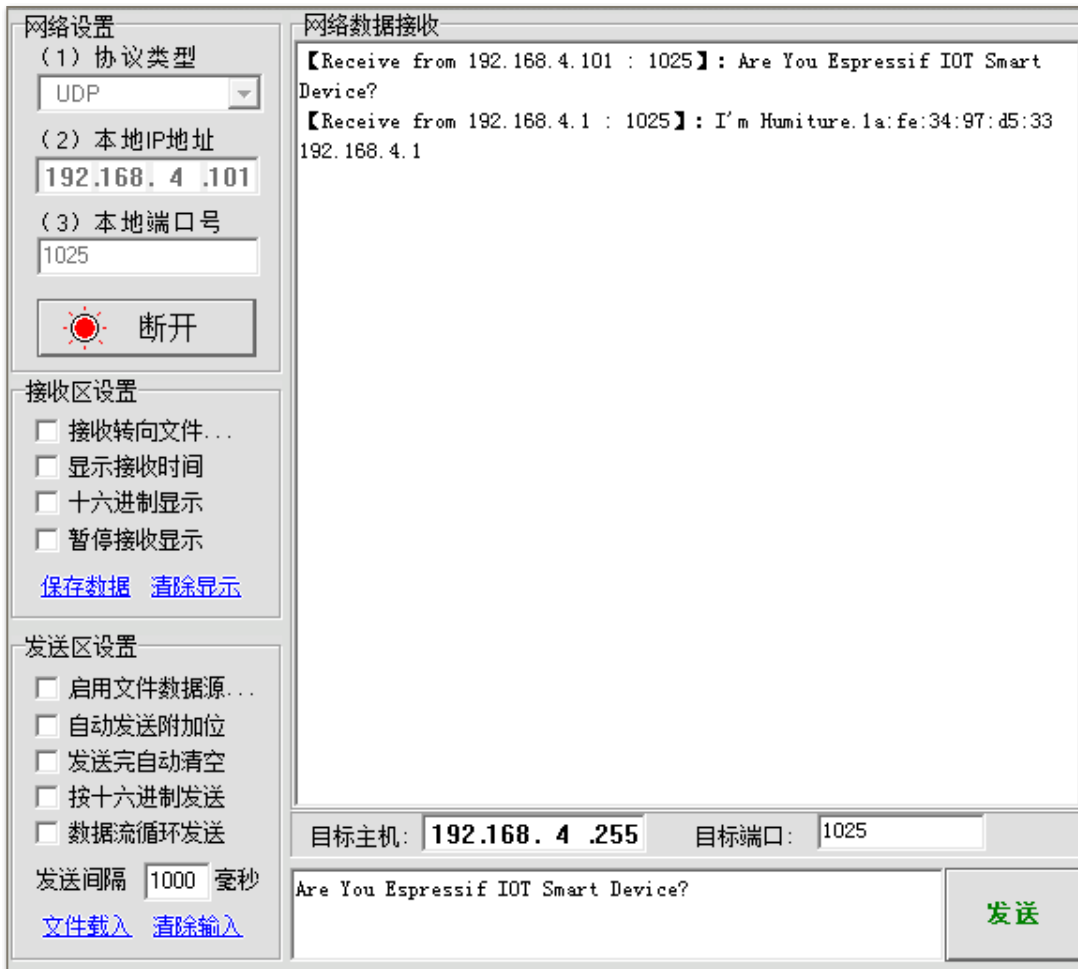 网络设置
(1) 协议类型
UDP
(2) 本地IP地址
192.168. 4 .101
(3) 本地端口号
1025
断开
接收区设置
接收转向文件...
显示接收时间
十六进制显示
暂停接收显示
保存数据 清除显示
发送区设置
启用文件数据源...
自动发送附加位
发送完自动清空
按十六进制发送
数据流循环发送
发送间隔 1000 毫秒
文件载入 清除输入
网络数据接收
【Receive from 192.168.4.101 : 1025】: Are You Espressif IOT Smart
Device?
【Receive from 192.168.4.1 : 1025】: I'm Humiture.1a:fe:34:97:d5:33
192.168.4.1
目标主机: 192.168. 4 .255 目标端口: 1025
Are You Espressif IOT Smart Device?
发送